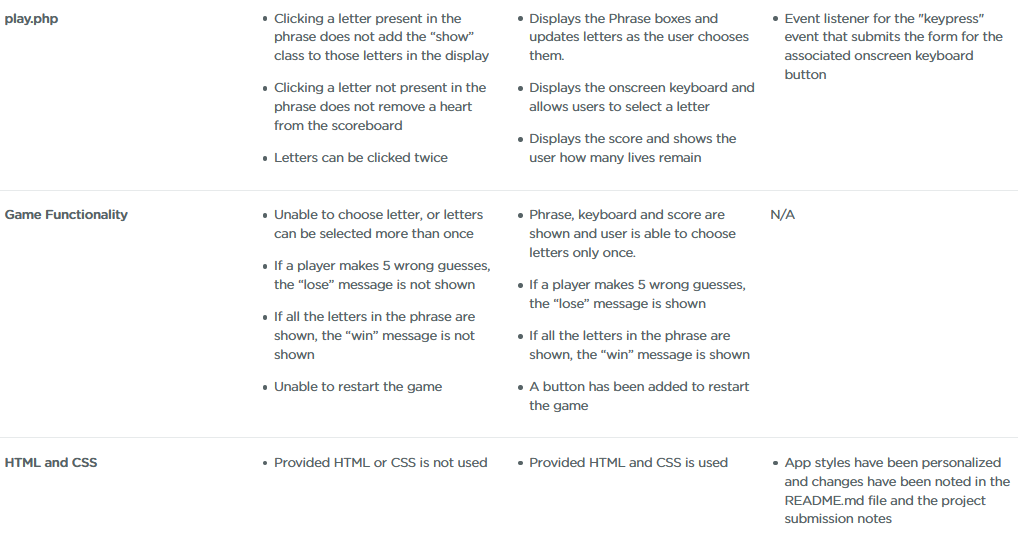 play.php
• Clicking a letter present in the
phrase does not add the “show”
class to those letters in the display
• Clicking a letter not present in the
phrase does not remove a heart
from the scoreboard
• Letters can be clicked twice
• Displays the Phrase boxes and
updates letters as the user chooses
them.
• Displays the onscreen keyboard and
allows users to select a letter
• Displays the score and shows the
user how many lives remain
• Event listener for the "keypress"
event that submits the form for the
associated onscreen keyboard
button
Game Functionality
• Unable to choose letter, or letters
can be selected more than once
• If a player makes 5 wrong guesses,
the “lose” message is not shown
• If all the letters in the phrase are
shown, the “win” message is not
shown
• Unable to restart the game
• Phrase, keyboard and score are
shown and user is able to choose
letters only once.
• If a player makes 5 wrong guesses,
the “lose” message is shown
• If all the letters in the phrase are
shown, the “win” message is shown
• A button has been added to restart
the game
N/A
HTML and CSS
• Provided HTML or CSS is not used
• Provided HTML and CSS is used
• App styles have been personalized
and changes have been noted in the
README.md file and the project
submission notes